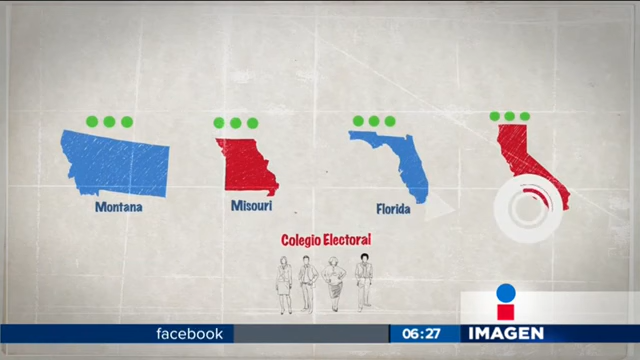 Montana
Misouri
Florida
Colegio Electoral
facebook
06:27
IMAGEN